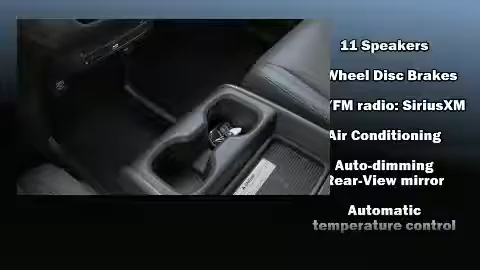 11 Speakers
Wheel Disc Brakes
FM radio: SiriusXM
Air Conditioning
Auto-dimming
Rear-View mirror
Automatic
temperature control